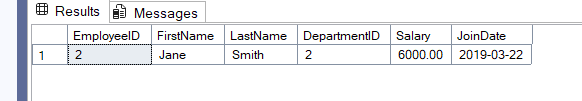 Results Messages
EmployeeID FirstName LastName DepartmentID Salary JoinDate
1 2 Jane Smith 2 6000.00 2019-03-22